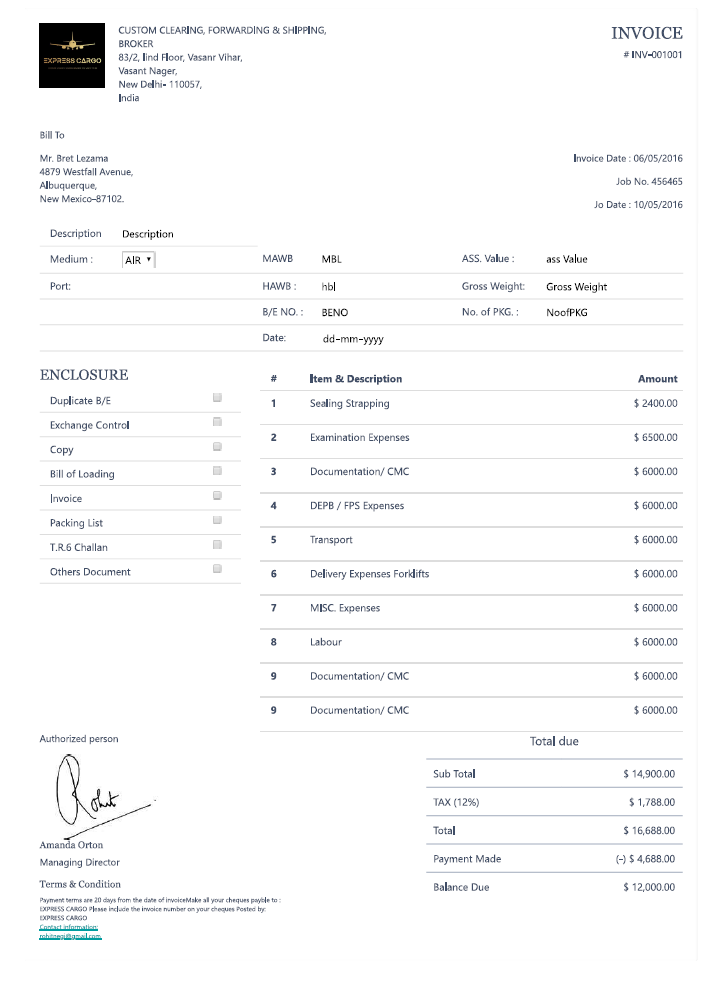 EXPRESS CARGO
CUSTOM CLEARING, FORWARDING & SHIPPING,
BROKER
83/2, Iind Floor, Vasanr Vihar,
Vasant Nager,
New Delhi- 110057,
India
INVOICE
# INV-001001
Bill To
Mr. Bret Lezama
4879 Westfall Avenue,
Albuquerque,
New Mexico-87102.
Invoice Date : 06/05/2016
Job No. 456465
Jo Date : 10/05/2016
Description Description
Medium : AIR MAWB MBL ASS. Value : ass Value
Port: HAWB : hbl Gross Weight: Gross Weight
B/E NO. : BENO No. of PKG. : NoofPKG
Date: dd-mm-yyyy
ENCLOSURE
Duplicate B/E
Exchange Control
Copy
Bill of Loading
Invoice
Packing List
T.R.6 Challan
Others Document
# Item & Description Amount
1 Sealing Strapping $ 2400.00
2 Examination Expenses $ 6500.00
3 Documentation/ CMC $ 6000.00
4 DEPB / FPS Expenses $ 6000.00
5 Transport $ 6000.00
6 Delivery Expenses Forklifts $ 6000.00
7 MISC. Expenses $ 6000.00
8 Labour $ 6000.00
9 Documentation/ CMC $ 6000.00
9 Documentation/ CMC $ 6000.00
Authorized person
Rohit
Amanda Orton
Managing Director
Terms & Condition
Payment terms are 20 days from the date of invoiceMake all your cheques payble to :
EXPRESS CARGO Please include the invoice number on your cheques Posted by:
EXPRESS CARGO
Contact information.
rohitnegi@gmail.com.
Total due
Sub Total $ 14,900.00
TAX (12%) $ 1,788.00
Total $ 16,688.00
Payment Made (-) $ 4,688.00
Balance Due $ 12,000.00